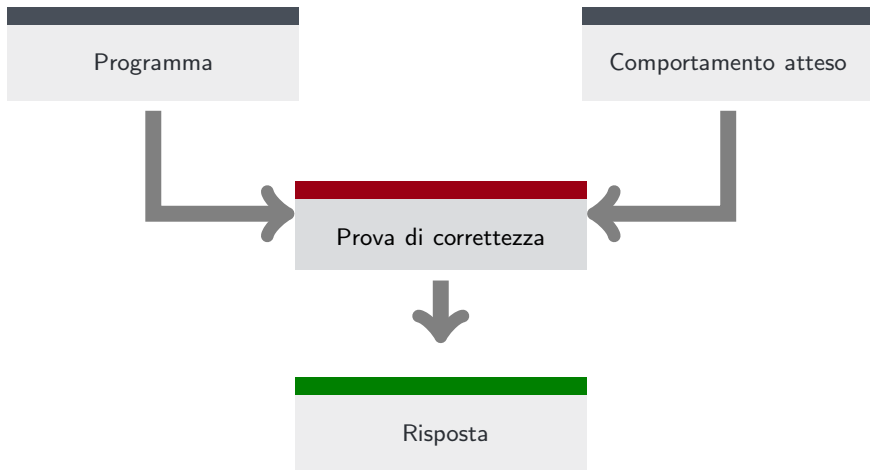 Programma
Comportamento atteso
Prova di correttezza
Risposta